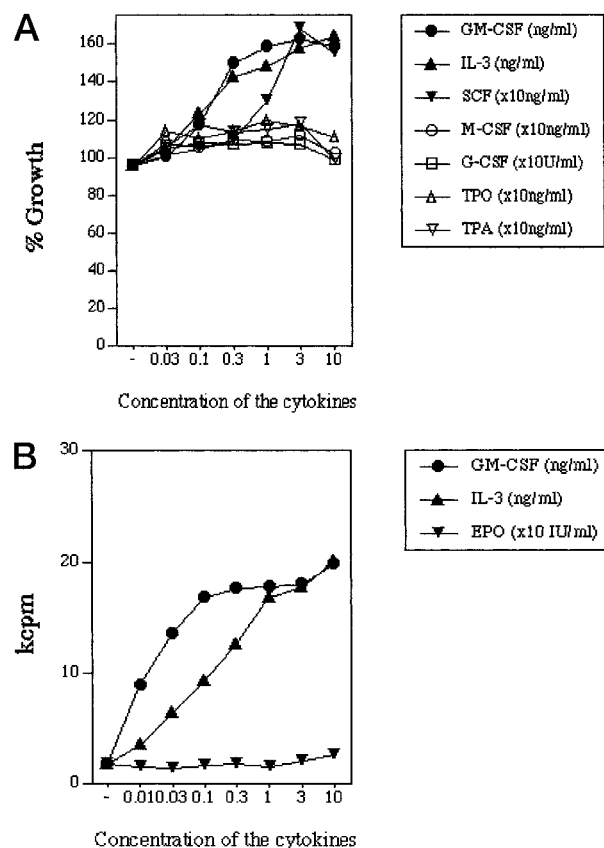 A
160
140
120
100
80
60
40
20
0
% Growth
- 0.03 0.1 0.3 1 3 10
Concentration of the cytokines
GM-CSF (ng/ml)
IL-3 (ng/ml)
SCF (x10ng/ml)
M-CSF (x10ng/ml)
G-CSF (x10U/ml)
TPO (x10ng/ml)
TPA (x10ng/ml)
B
30
20
10
0
kcpm
- 0.01 0.03 0.1 0.3 1 3 10
Concentration of the cytokines
GM-CSF (ng/ml)
IL-3 (ng/ml)
EPO (x10 IU/ml)